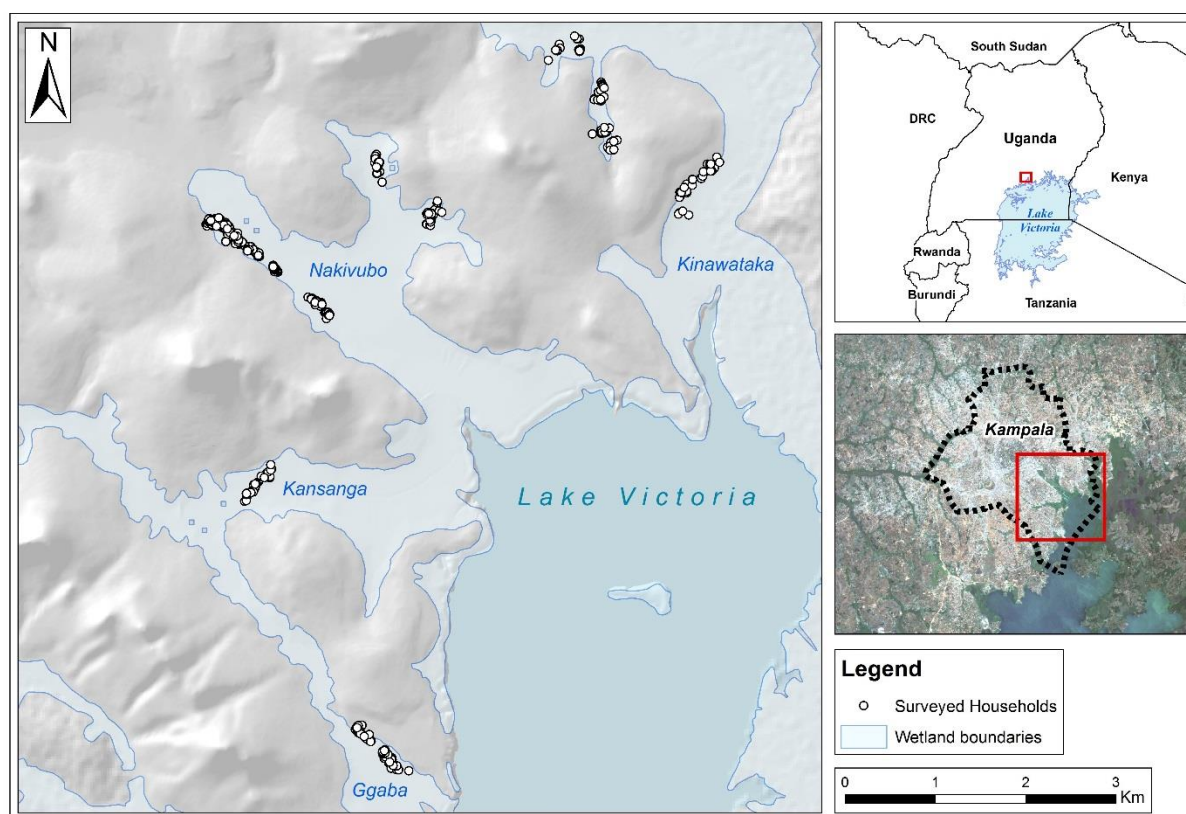 N
Nakivubo
Kinawataka
Kansanga
Lake Victoria
Ggaba
South Sudan
DRC
Uganda
Kenya
Lake
Victoria
Rwanda
Burundi
Tanzania
Kampala
Legend
Surveyed Households
Wetland boundaries
0 1 2 3
Km